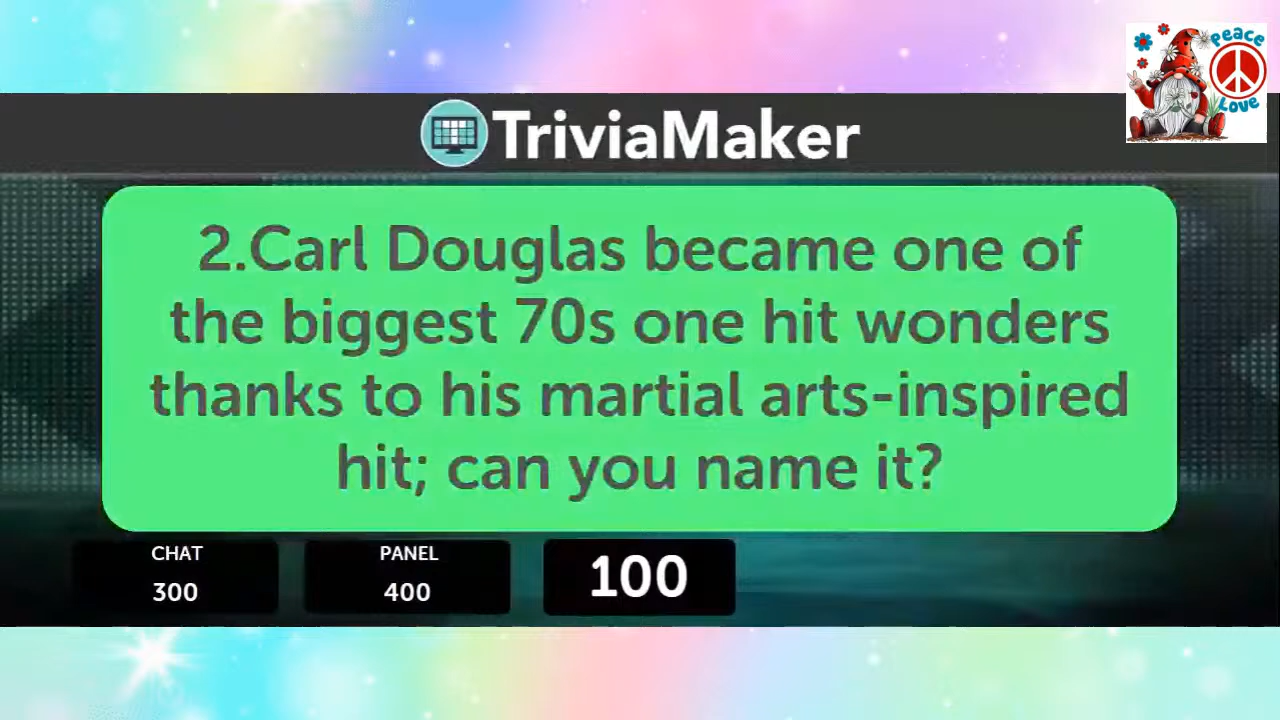 Peace
Love
TriviaMaker
2.Carl Douglas became one of
the biggest 70s one hit wonders
thanks to his martial arts-inspired
hit; can you name it?
CHAT
300
PANEL
400
100